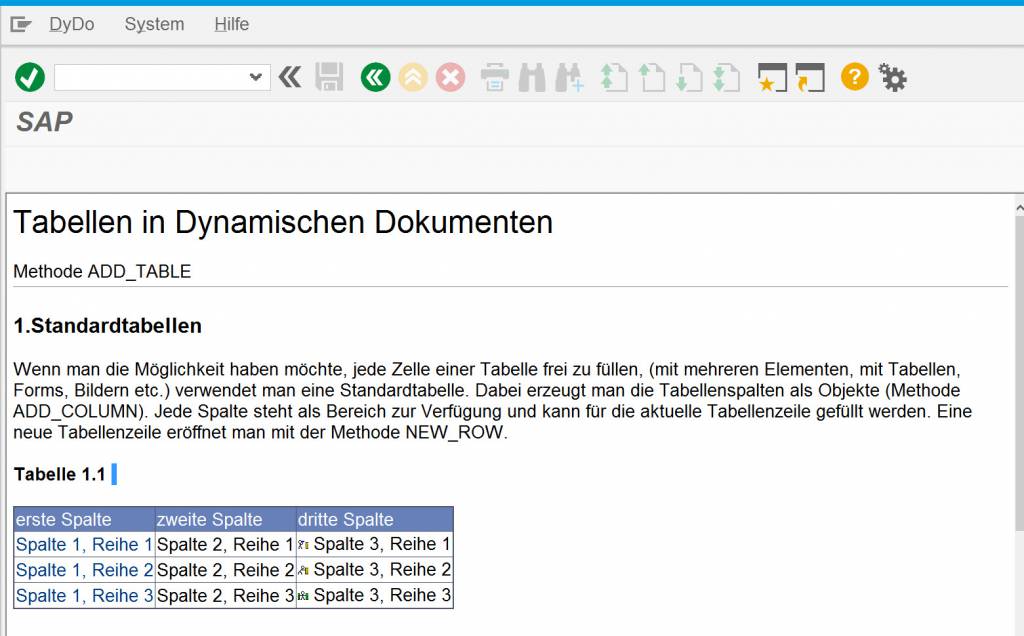 DyDo System Hilfe
SAP
Tabellen in Dynamischen Dokumenten
Methode ADD_TABLE
1.Standardtabellen
Wenn man die Möglichkeit haben möchte, jede Zelle einer Tabelle frei zu füllen, (mit mehreren Elementen, mit Tabellen,
Forms, Bildern etc.) verwendet man eine Standardtabelle. Dabei erzeugt man die Tabellenspalten als Objekte (Methode
ADD_COLUMN). Jede Spalte steht als Bereich zur Verfügung und kann für die aktuelle Tabellenzeile gefüllt werden. Eine
neue Tabellenzeile eröffnet man mit der Methode NEW_ROW.
Tabelle 1.1
erste Spalte zweite Spalte dritte Spalte
Spalte 1, Reihe 1 Spalte 2, Reihe 1 Spalte 3, Reihe 1
Spalte 1, Reihe 2 Spalte 2, Reihe 2 Spalte 3, Reihe 2
Spalte 1, Reihe 3 Spalte 2, Reihe 3 Spalte 3, Reihe 3